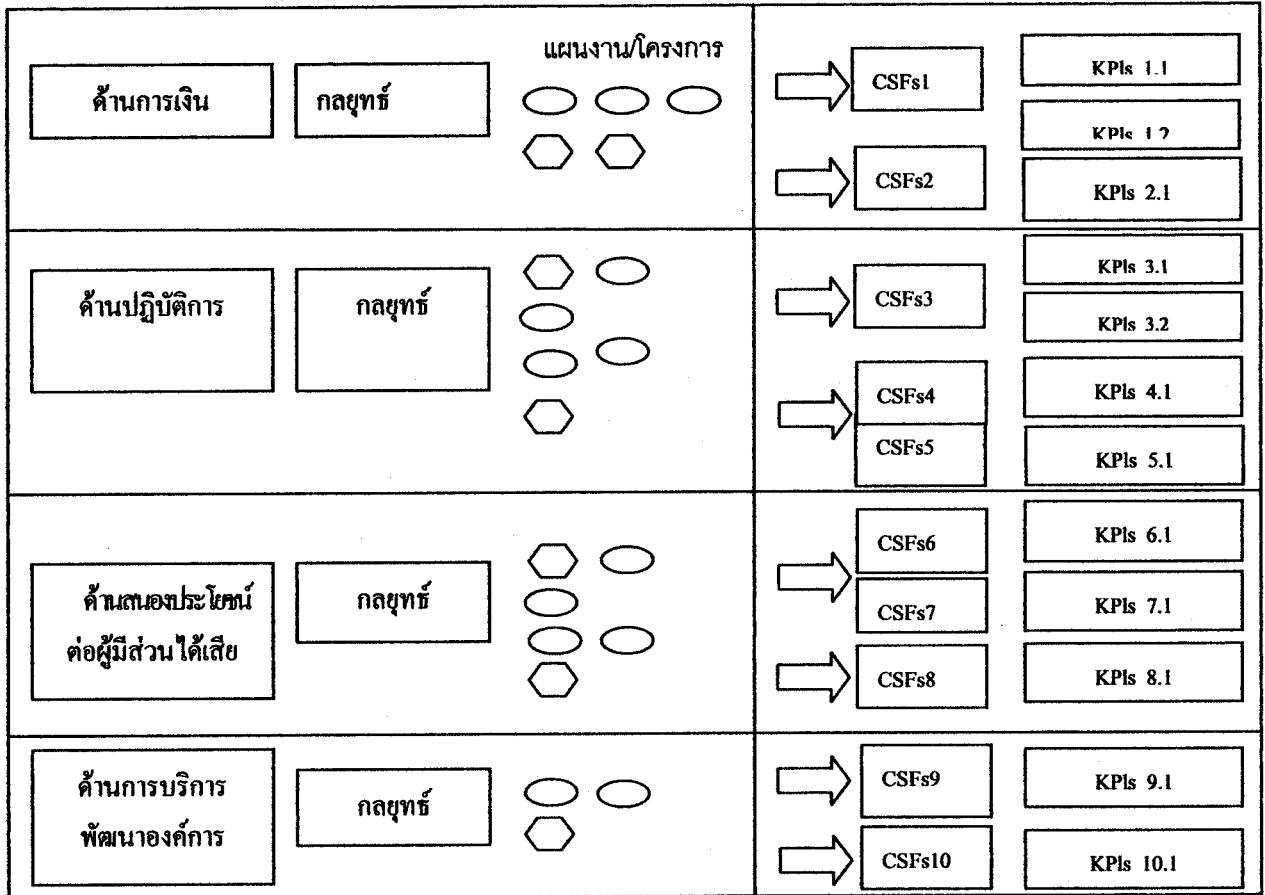 แผนงาน/โครงการ
ด้านการเงิน
กลยุทธ์
CSFs1
KPIs 1.1
KPIs 1.2
CSFs2
KPIs 2.1
ด้านปฏิบัติการ
กลยุทธ์
CSFs3
KPIs 3.1
KPIs 3.2
CSFs4
KPIs 4.1
CSFs5
KPIs 5.1
ด้านสนองประโยชน์
ต่อผู้มีส่วนได้เสีย
กลยุทธ์
CSFs6
KPIs 6.1
CSFs7
KPIs 7.1
CSFs8
KPIs 8.1
ด้านการบริการ
พัฒนาองค์การ
กลยุทธ์
CSFs9
KPIs 9.1
CSFs10
KPIs 10.1